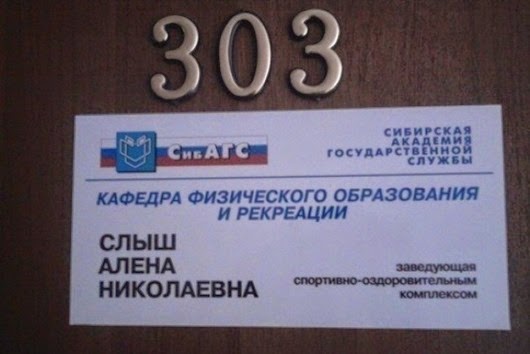 303
СибАГС
СИБИРСКАЯ
АКАДЕМИЯ
ГОСУДАРСТВЕННОЙ
СЛУЖБЫ
КАФЕДРА ФИЗИЧЕСКОГО ОБРАЗОВАНИЯ
И РЕКРЕАЦИИ
СЛЫШ
АЛЕНА
НИКОЛАЕВНА
заведующая
спортивно-оздоровительным
комплексом